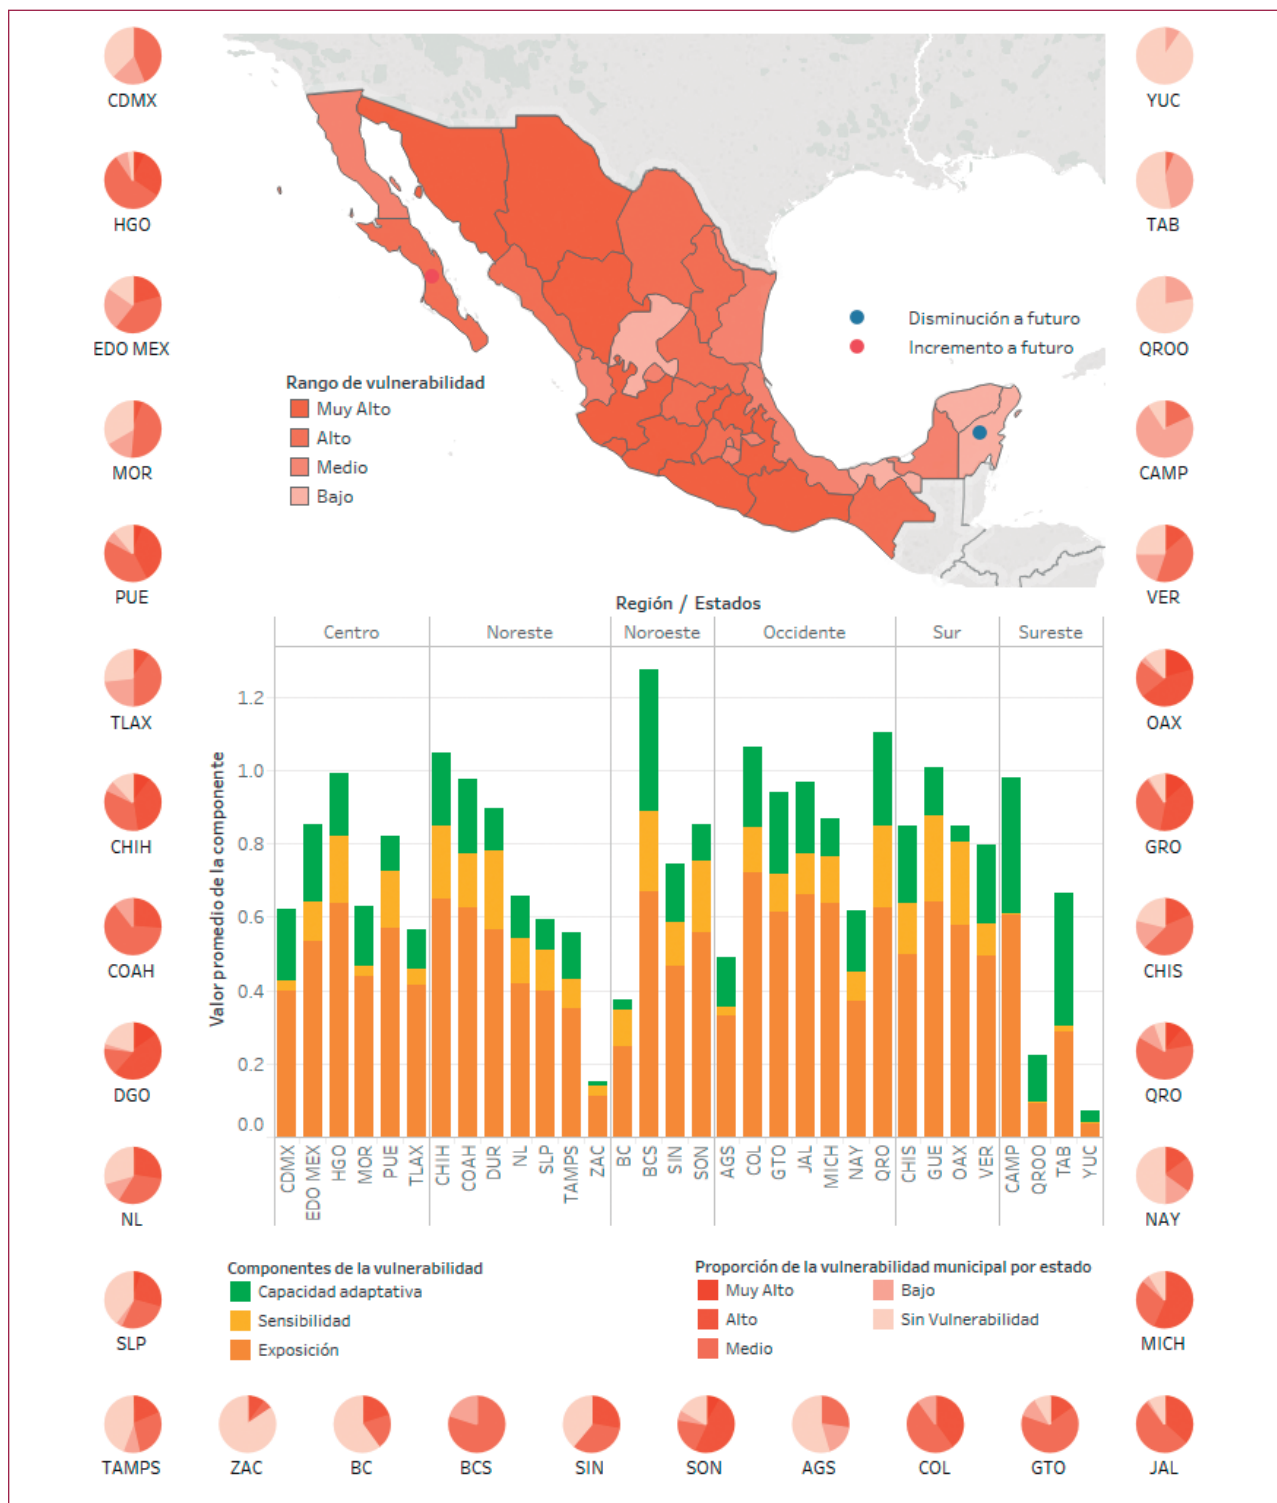 CDMX
HGO
EDO MEX
MOR
PUE
TLAX
CHIH
COAH
DGO
NL
SLP
YUC
TAB
QROO
CAMP
VER
OAX
GRO
CHIS
QRO
NAY
MICH
Disminución a futuro
Incremento a futuro
Rango de vulnerabilidad
Muy Alto
Alto
Medio
Bajo
Región / Estados
Centro Noreste Noroeste Occidente Sur Sureste
Valor promedio de la componente
1.2
1.0
0.8
0.6
0.4
0.2
0.0
CDMX EDO MEX HGO MOR PUE TLAX CHIH COAH DUR NL SLP TAMPS ZAC BC BCS SIN SON AGS COL GTO JAL MICH NAY QRO CHIS GUE OAX VER CAMP QROO TAB YUC
Componentes de la vulnerabilidad
Capacidad adaptativa
Sensibilidad
Exposición
Proporción de la vulnerabilidad municipal por estado
Muy Alto Bajo
Alto Sin Vulnerabilidad
Medio
TAMPS ZAC BC BCS SIN SON AGS COL GTO JAL